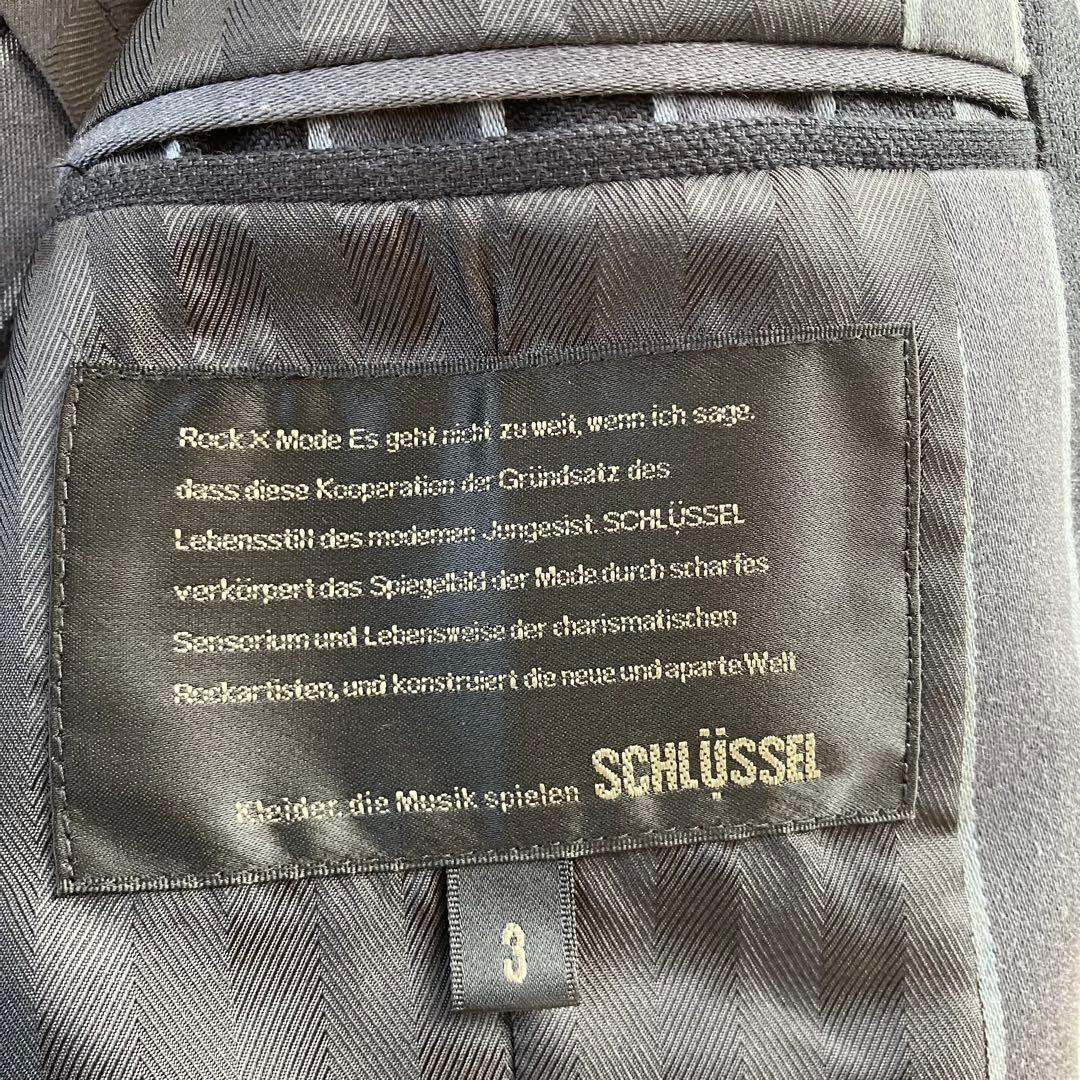 Rock X Mode Es geht nicht zu weit, wenn ich sage,
dass diese Kooperation der Gründsatz des
Lebensstill des modernen Jungesist. SCHLÜSSEL
verkörpert das Spiegelbild der Mode durch scharfes
Sensorium und Lebensweise der charismatischen
Rockartisten, und konstruiert die neue und aparte Welt
Kleider, die Musik spielen SCHLÜSSEL
3